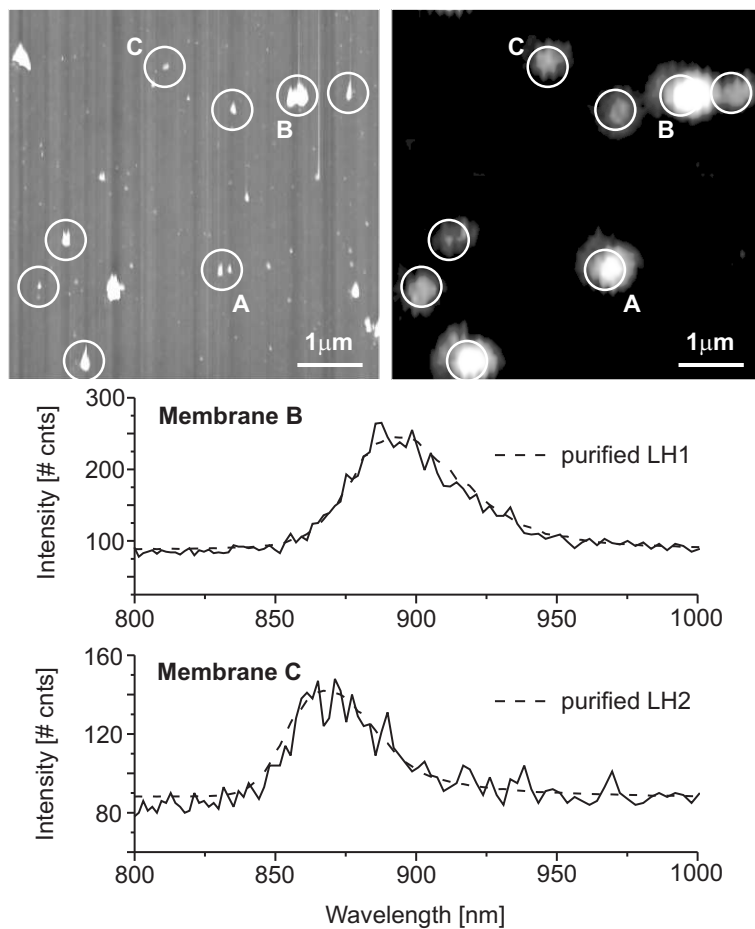 C
B
A
1μm
C
B
A
1μm
Membrane B
purified LH1
Intensity [# cnts]
300
200
100
800
850
900
950
1000
Membrane C
purified LH2
Intensity [# cnts]
160
120
80
800
850
900
950
1000
Wavelength [nm]